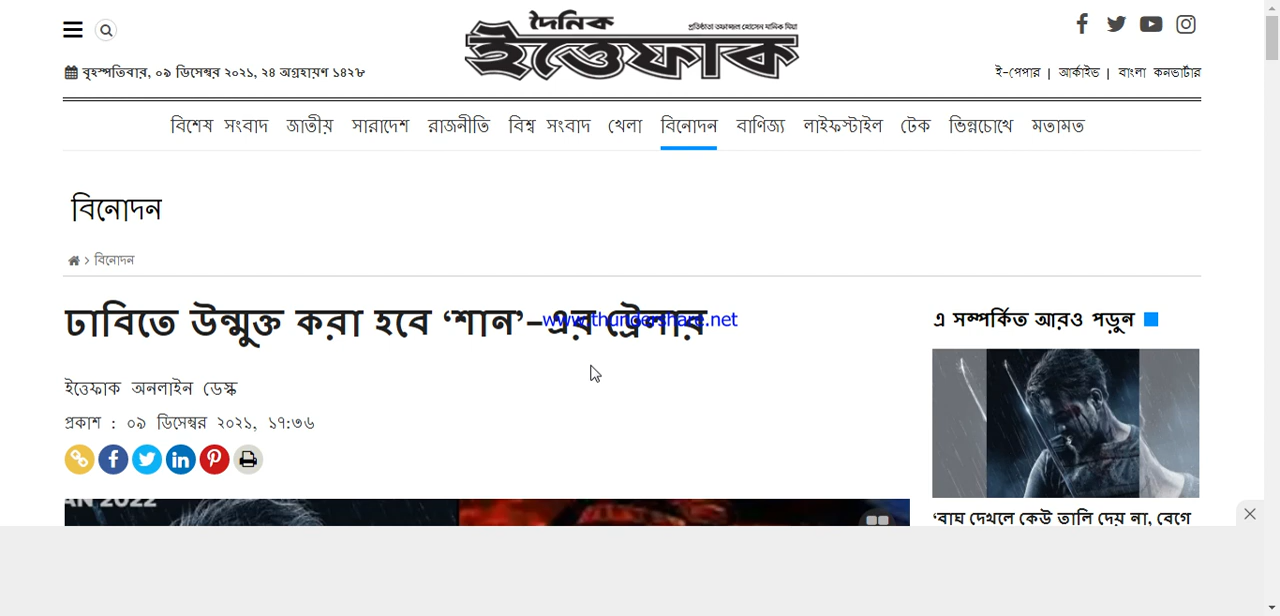 দৈনিক
প্রতিষ্ঠাতা তফাজ্জল হোসেন মানিক মিয়া
ইত্তেফাক
বৃহস্পতিবার, ০৯ ডিসেম্বর ২০২১, ২৪ অগ্রহায়ণ ১৪২৮
ই-পেপার | আর্কাইভ | বাংলা কনভার্টার
বিশেষ সংবাদ জাতীয় সারাদেশ রাজনীতি বিশ্ব সংবাদ খেলা বিনোদন বাণিজ্য লাইফস্টাইল টেক ভিন্নচোখে মতামত
বিনোদন
› বিনোদন
ঢাবিতে উন্মুক্ত করা হবে ‘শান’-এর ট্রেলার
www.thundershare.net
ইত্তেফাক অনলাইন ডেস্ক
প্রকাশ : ০৯ ডিসেম্বর ২০২১, ১৭:৩৬
AN 2022
এ সম্পর্কিত আরও পড়ুন
‘বাঘ দেখলে কেউ তালি দেয় না, বেগে